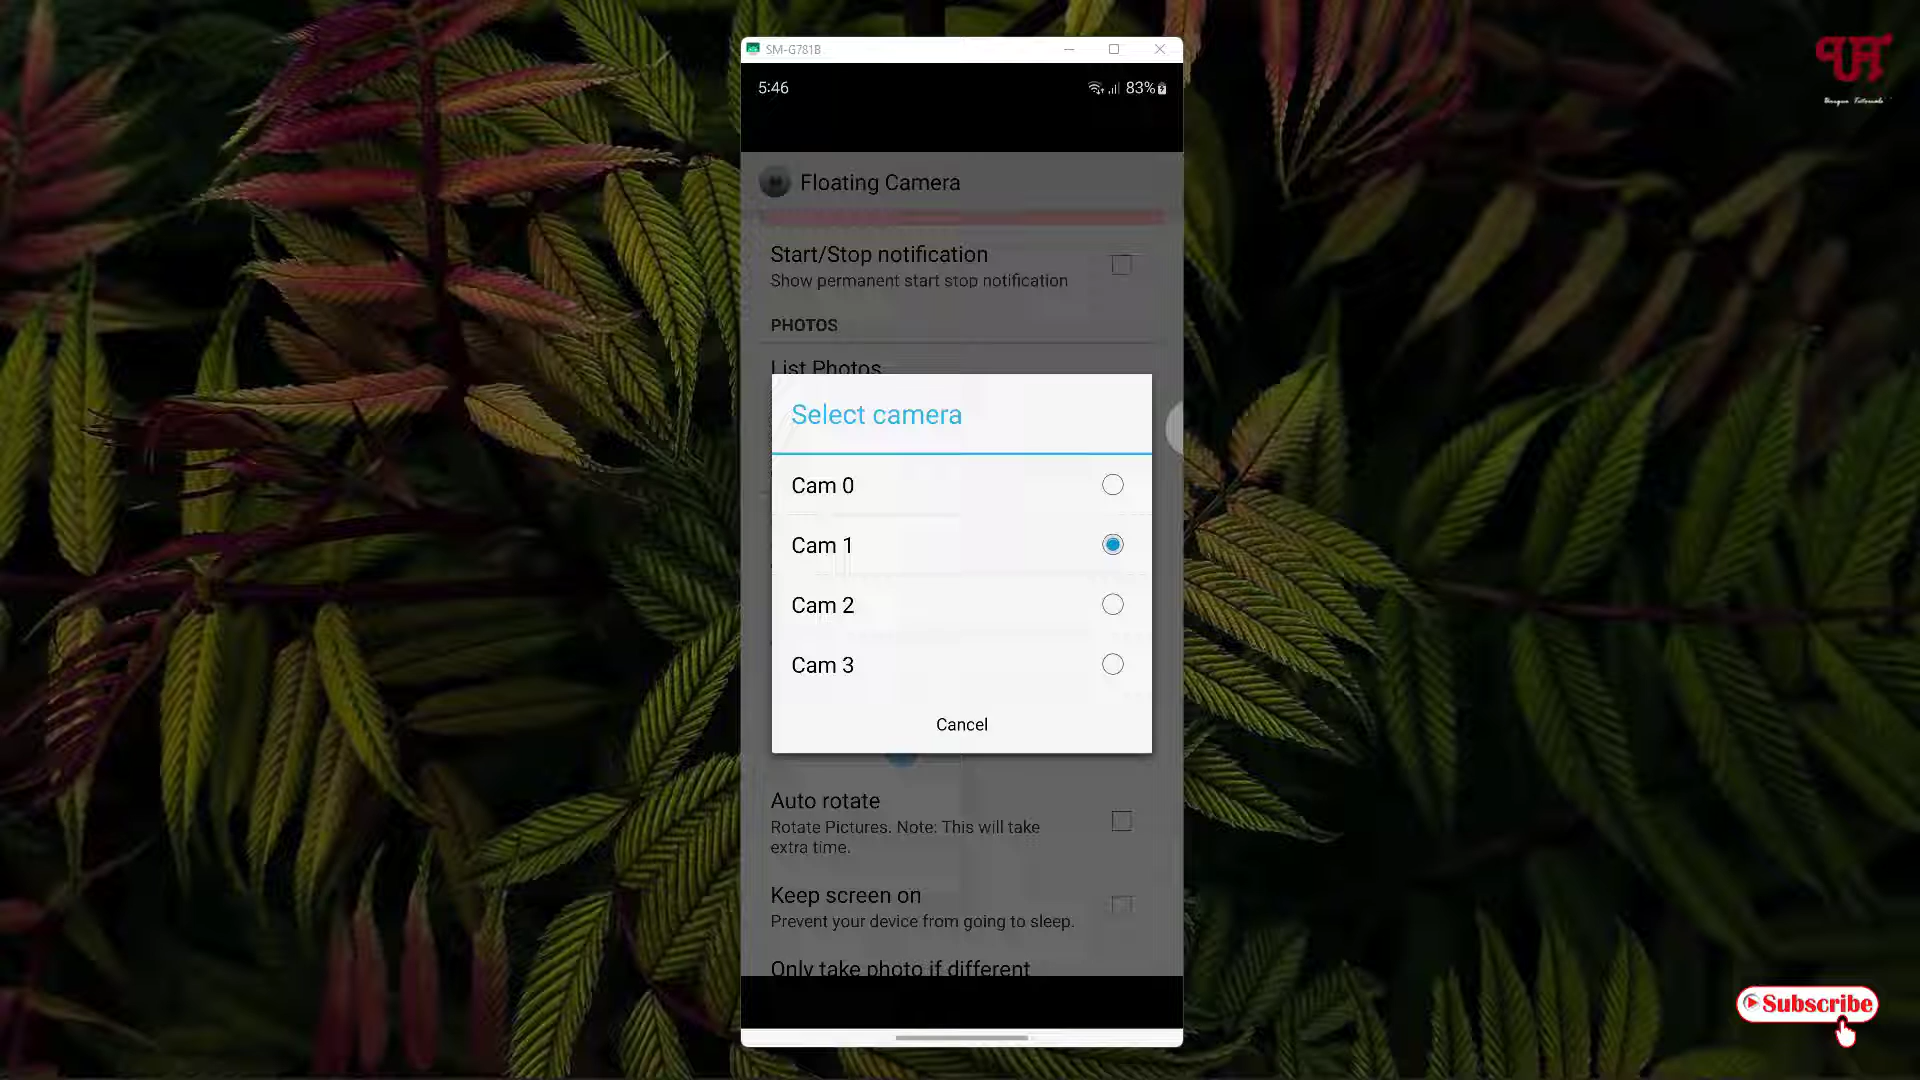 SM-G781B
5:46
83%
Floating Camera
Start/Stop notification
Show permanent start stop notification
PHOTOS
List Photos
Select camera
Cam 0
Cam 1
Cam 2
Cam 3
Cancel
Auto rotate
Rotate Pictures. Note: This will take
extra time.
Keep screen on
Prevent your device from going to sleep.
Only take photo if different
Unique Tutorials
Subscribe